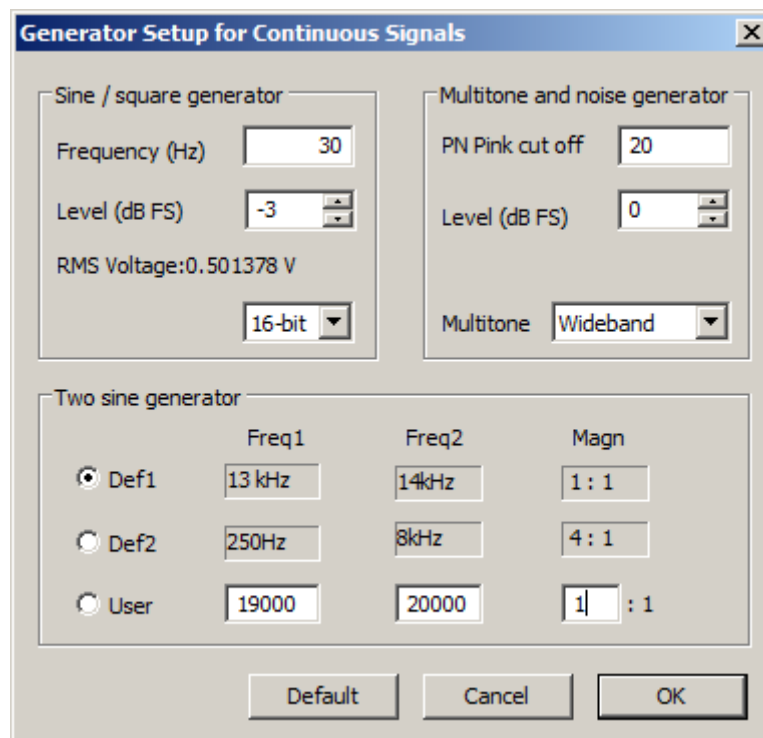 Generator Setup for Continuous Signals
Sine / square generator
Frequency (Hz) 30
Level (dB FS) -3
RMS Voltage:0.501378 V
16-bit
Multitone and noise generator
PN Pink cut off 20
Level (dB FS) 0
Multitone Wideband
Two sine generator
Freq1 Freq2 Magn
Def1 13 kHz 14kHz 1 : 1
Def2 250Hz 8kHz 4 : 1
User 19000 20000 1 : 1
Default Cancel OK